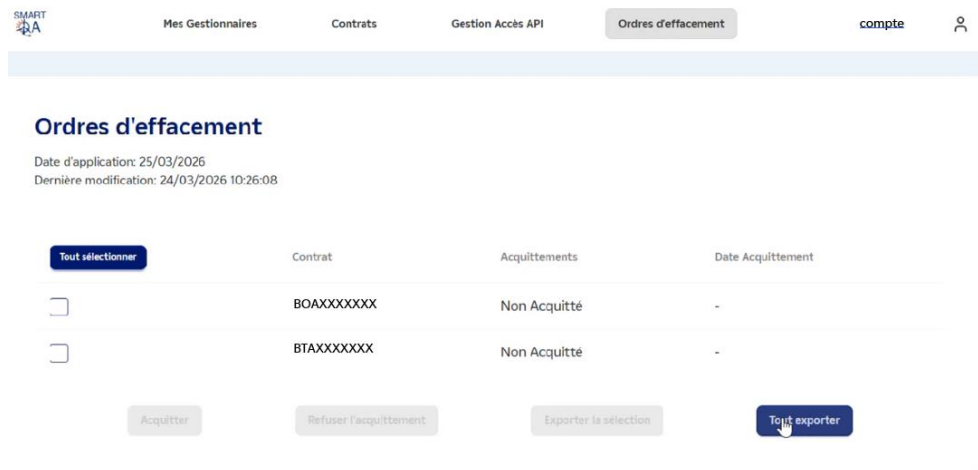 SMART
OA
Mes Gestionnaires Contrats Gestion Accès API Ordres d'effacement compte
Ordres d'effacement
Date d'application: 25/03/2026
Dernière modification: 24/03/2026 10:26:08
Tout sélectionner Contrat Acquittements Date Acquittement
BOAXXXXXXX Non Acquitté -
BTAXXXXXXX Non Acquitté -
Acquitter Refuser l'acquittement Exporter la sélection Tout exporter